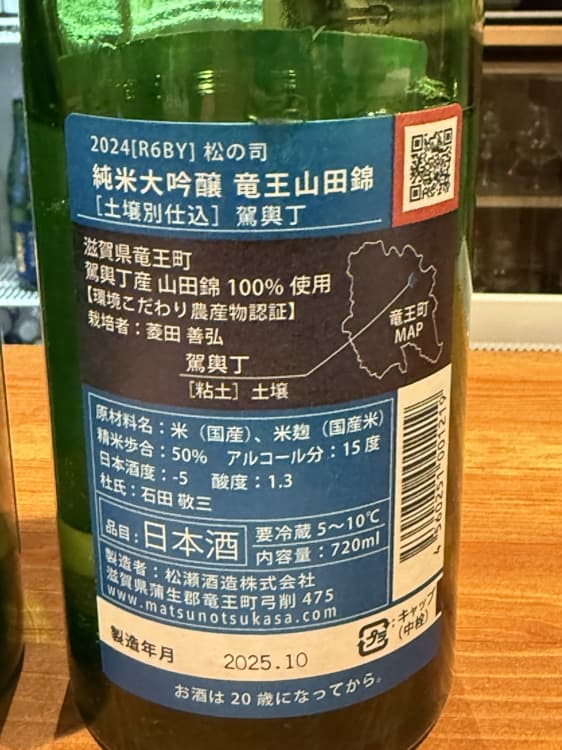 2024[R6BY] 松の司
純米大吟醸 竜王山田錦
[土壌別仕込] 駕輿丁
滋賀県竜王町
駕輿丁産 山田錦 100% 使用
【環境こだわり農産物認証】
栽培者：菱田 善弘
駕輿丁
[粘土] 土壌
竜王町
MAP
原材料名：米（国産）、米麹（国産米）
精米歩合：50% アルコール分：15 度
日本酒度：-5 酸度：1.3
杜氏：石田 敬三
品目：日本酒
要冷蔵 5～10℃
内容量：720ml
製造者：松瀬酒造株式会社
滋賀県蒲生郡竜王町弓削 475
www.matsunotsukasa.com
4 560251 001219
プラ：キャップ
（中栓）
製造年月 2025.10
お酒は 20 歳になってから。